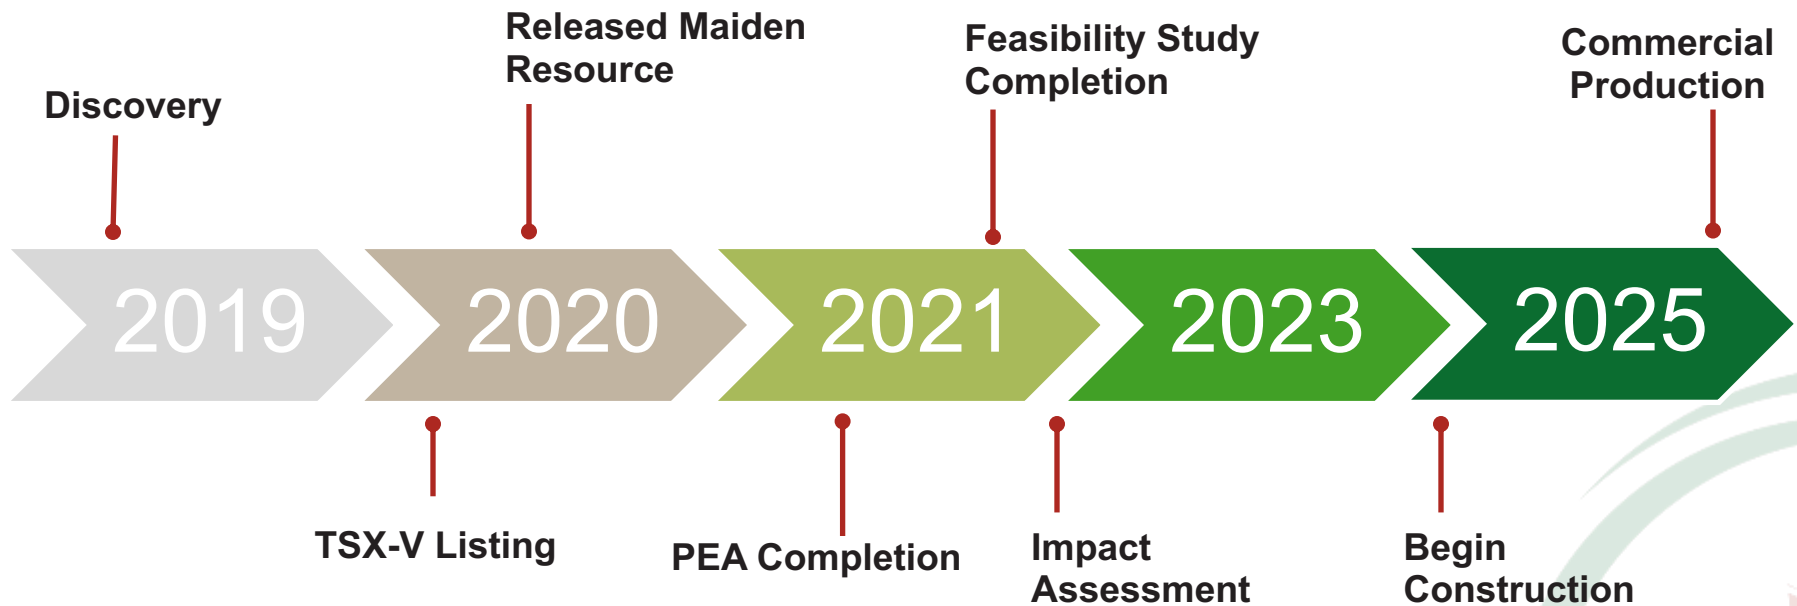 Released Maiden
Resource
Feasibility Study
Completion
Commercial
Production
Discovery
2019
2020
2021
2023
2025
TSX-V Listing
PEA Completion
Impact
Assessment
Begin
Construction